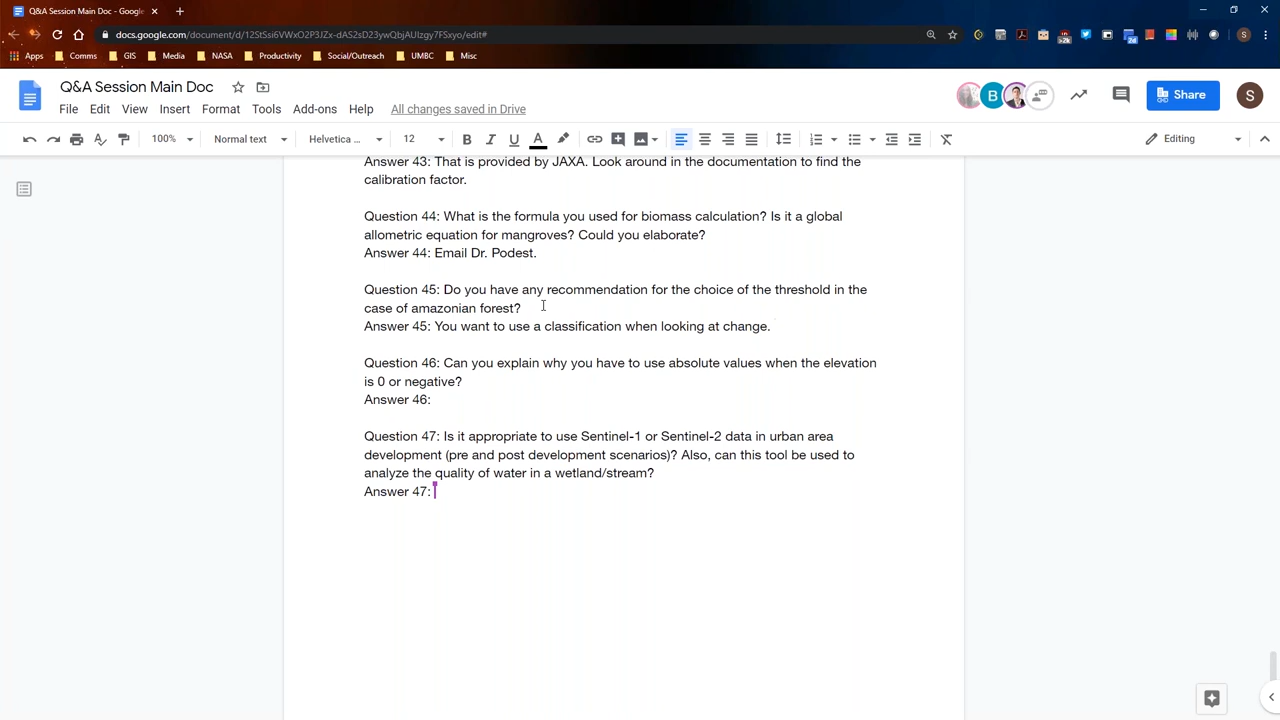 Q&A Session Main Doc - Google
docs.google.com/document/d/12StSsi6VWxO2P3JZx-dAS2sD23ywQbjAUIzgy7FSxyo/edit#
Apps Comms GIS Media NASA Productivity Social/Outreach UMBC Misc
Q&A Session Main Doc
File Edit View Insert Format Tools Add-ons Help All changes saved in Drive
B Share S
100% Normal text Helvetica ... 12 B I U A Editing
Answer 43: That is provided by JAXA. Look around in the documentation to find the
calibration factor.
Question 44: What is the formula you used for biomass calculation? Is it a global
allometric equation for mangroves? Could you elaborate?
Answer 44: Email Dr. Podest.
Question 45: Do you have any recommendation for the choice of the threshold in the
case of amazonian forest?
Answer 45: You want to use a classification when looking at change.
Question 46: Can you explain why you have to use absolute values when the elevation
is 0 or negative?
Answer 46:
Question 47: Is it appropriate to use Sentinel-1 or Sentinel-2 data in urban area
development (pre and post development scenarios)? Also, can this tool be used to
analyze the quality of water in a wetland/stream?
Answer 47: